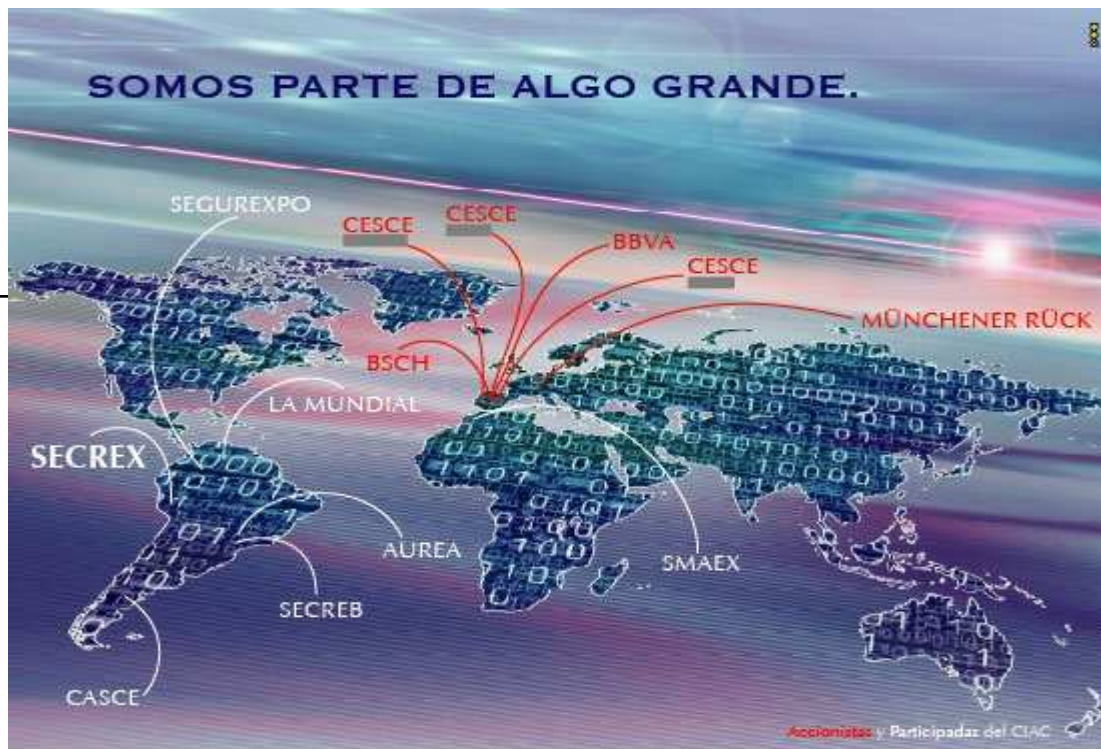 SOMOS PARTE DE ALGO GRANDE.
SEGUREXPO
CESCE
CESCE
BBVA
CESCE
MÜNCHENER RÜCK
BSCH
LA MUNDIAL
SECREX
AUREA
SMAEX
SECREB
CASCE
Accionistas y Participadas del CIAC